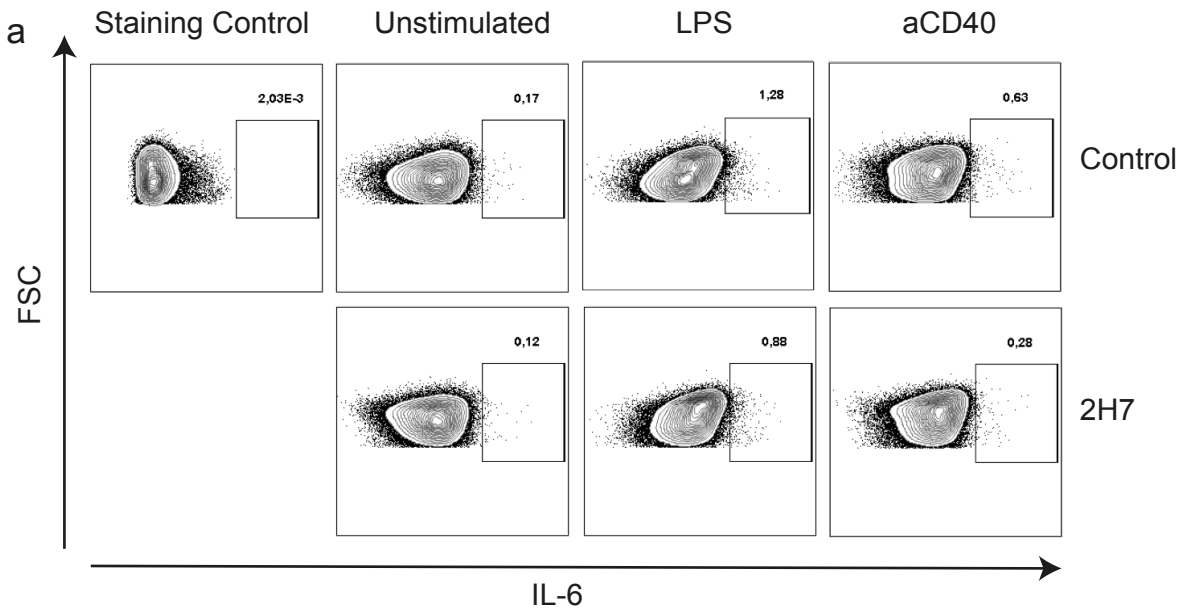 a
Staining Control
Unstimulated
LPS
aCD40
2,03E-3
0,17
1,28
0,63
Control
0,12
0,88
0,28
2H7
FSC
IL-6